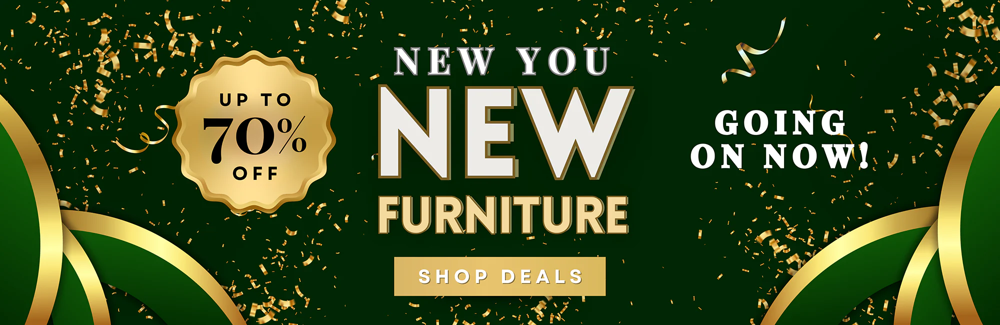 UP TO
70%
OFF
NEW YOU
NEW
FURNITURE
SHOP DEALS
GOING
ON NOW!